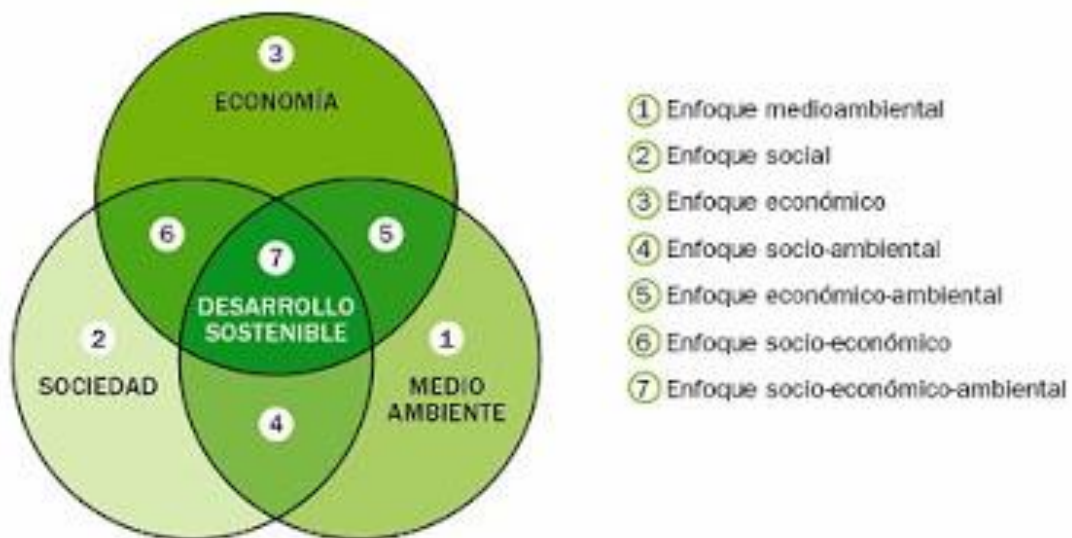 3
ECONOMÍA
6
5
7
DESARROLLO
SOSTENIBLE
2
SOCIEDAD
1
MEDIO
AMBIENTE
4
1 Enfoque medioambiental
2 Enfoque social
3 Enfoque económico
4 Enfoque socio-ambiental
5 Enfoque económico-ambiental
6 Enfoque socio-económico
7 Enfoque socio-económico-ambiental